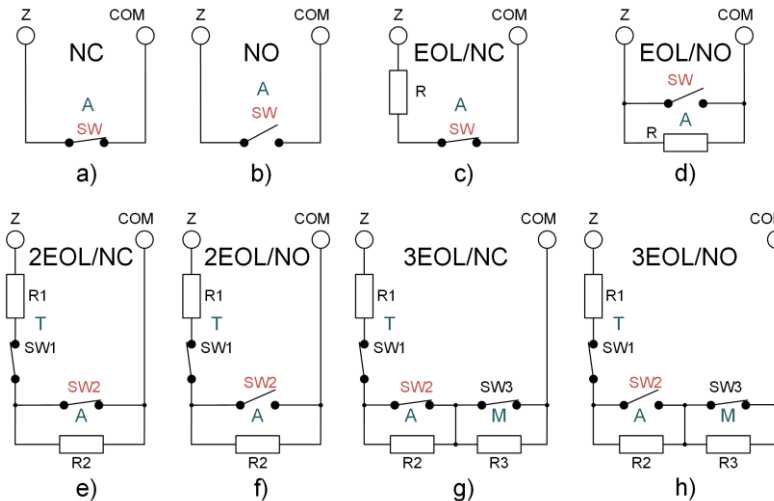 Z COM Z COM Z COM Z COM
NC NO EOL/NC EOL/NO
A A R A SW
SW SW SW A
R
a) b) c) d)
Z COM Z COM Z COM Z COM
2EOL/NC 2EOL/NO 3EOL/NC 3EOL/NO
R1 R1 R1 R1
T T T T
SW1 SW1 SW1 SW1
SW2 SW2 SW2 SW3 SW2 SW3
A A A M A M
R2 R2 R2 R3 R2 R3
e) f) g) h)